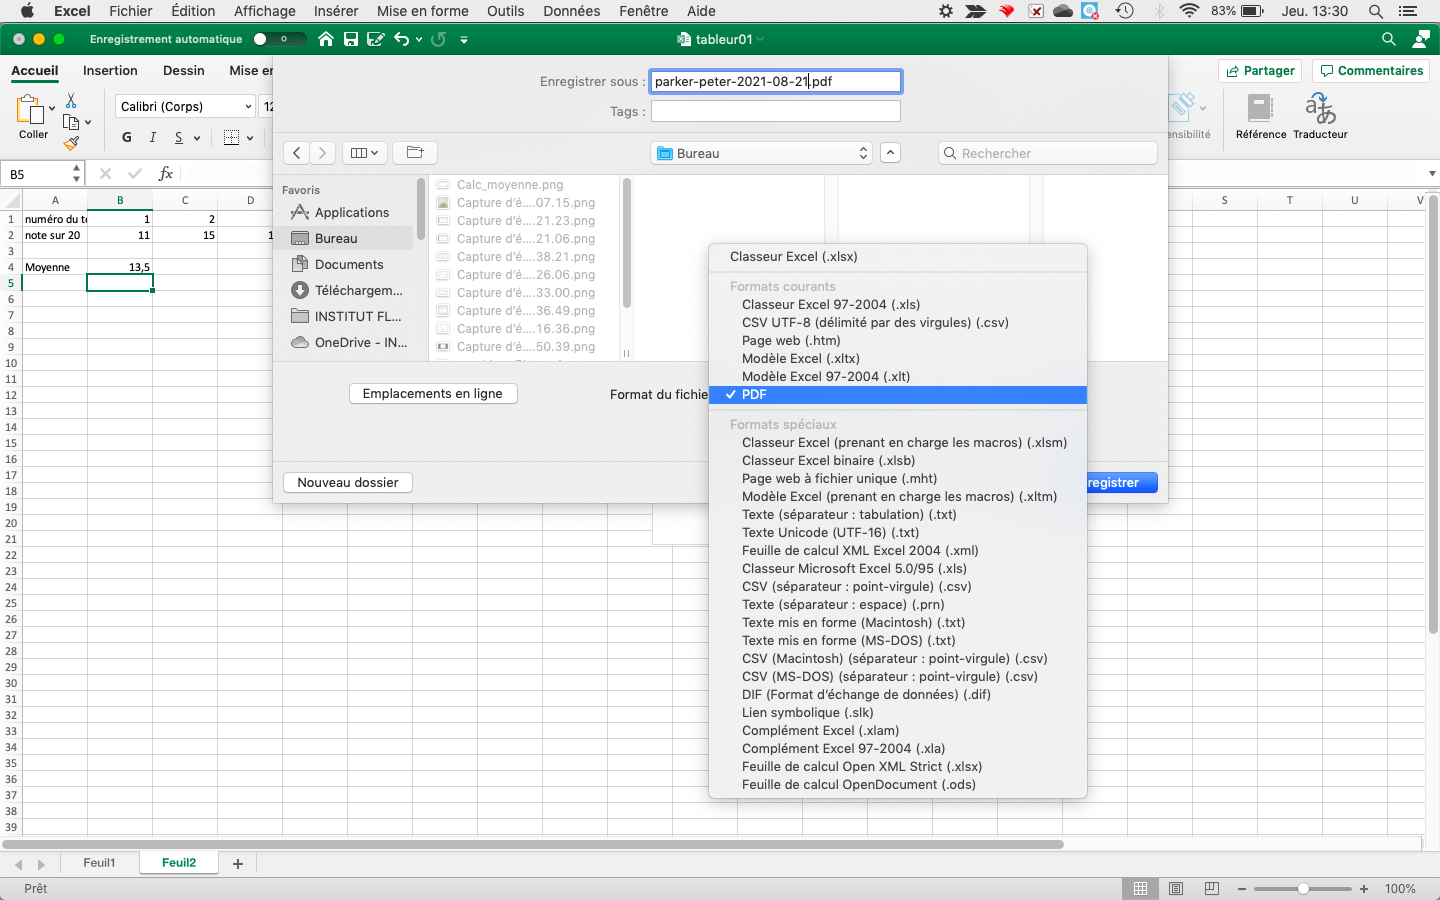 Excel Fichier Édition Affichage Insérer Mise en forme Outils Données Fenêtre Aide 83% Jeu. 13:30
Enregistrement automatique tableur01
Accueil Insertion Dessin Mise en Partager Commentaires
Enregistrer sous : parker-peter-2021-08-21.pdf
Tags :
Coller Calibri (Corps) 12 G I S
Référence Traducteur
Bureau Rechercher
B5 fx
Favoris
Applications
Bureau
Documents
Téléchargem...
INSTITUT FL...
OneDrive - IN...
Calc_moyenne.png
Capture d'é....07.15.png
Capture d'é....21.23.png
Capture d'é....21.06.png
Capture d'é....38.21.png
Capture d'é....26.06.png
Capture d'é....33.00.png
Capture d'é....36.49.png
Capture d'é....16.36.png
Capture d'é....50.39.png
A B C D S T U V
1 numéro du te 1 2
2 note sur 20 11 15 1
3
4 Moyenne 13,5
5
6
7
8
9
10
11
12
13
14
15
16
17
18
19
20
21
22
23
24
25
26
27
28
29
30
31
32
33
34
35
36
37
38
39
Emplacements en ligne Format du fichie
Nouveau dossier registrer
Classeur Excel (.xlsx)
Formats courants
Classeur Excel 97-2004 (.xls)
CSV UTF-8 (délimité par des virgules) (.csv)
Page web (.htm)
Modèle Excel (.xltx)
Modèle Excel 97-2004 (.xlt)
✓ PDF
Formats spéciaux
Classeur Excel (prenant en charge les macros) (.xlsm)
Classeur Excel binaire (.xlsb)
Page web à fichier unique (.mht)
Modèle Excel (prenant en charge les macros) (.xltm)
Texte (séparateur : tabulation) (.txt)
Texte Unicode (UTF-16) (.txt)
Feuille de calcul XML Excel 2004 (.xml)
Classeur Microsoft Excel 5.0/95 (.xls)
CSV (séparateur : point-virgule) (.csv)
Texte (séparateur : espace) (.prn)
Texte mis en forme (Macintosh) (.txt)
Texte mis en forme (MS-DOS) (.txt)
CSV (Macintosh) (séparateur : point-virgule) (.csv)
CSV (MS-DOS) (séparateur : point-virgule) (.csv)
DIF (Format d'échange de données) (.dif)
Lien symbolique (.slk)
Complément Excel (.xlam)
Complément Excel 97-2004 (.xla)
Feuille de calcul Open XML Strict (.xlsx)
Feuille de calcul OpenDocument (.ods)
Feuil1 Feuil2 +
Prêt 100%